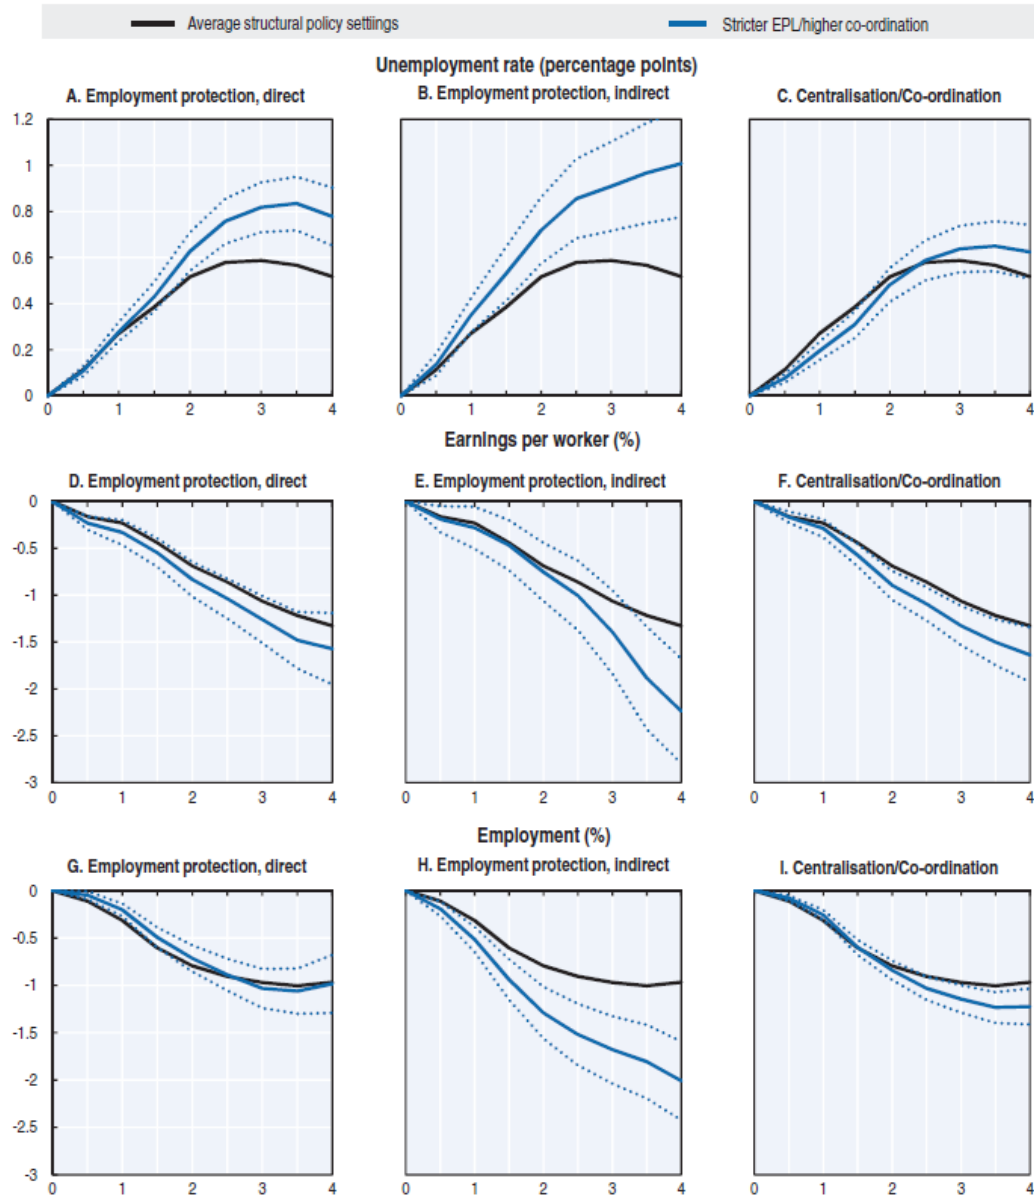 Average structural policy settiings
Stricter EPL/higher co-ordination
Unemployment rate (percentage points)
A. Employment protection, direct
B. Employment protection, indirect
C. Centralisation/Co-ordination
1.2
1
0.8
0.6
0.4
0.2
0
0 1 2 3 4
0 1 2 3 4
0 1 2 3 4
Earnings per worker (%)
D. Employment protection, direct
E. Employment protection, indirect
F. Centralisation/Co-ordination
0
-0.5
-1
-1.5
-2
-2.5
-3
0 1 2 3 4
0 1 2 3 4
0 1 2 3 4
Employment (%)
G. Employment protection, direct
H. Employment protection, indirect
I. Centralisation/Co-ordination
0
-0.5
-1
-1.5
-2
-2.5
-3
0 1 2 3 4
0 1 2 3 4
0 1 2 3 4